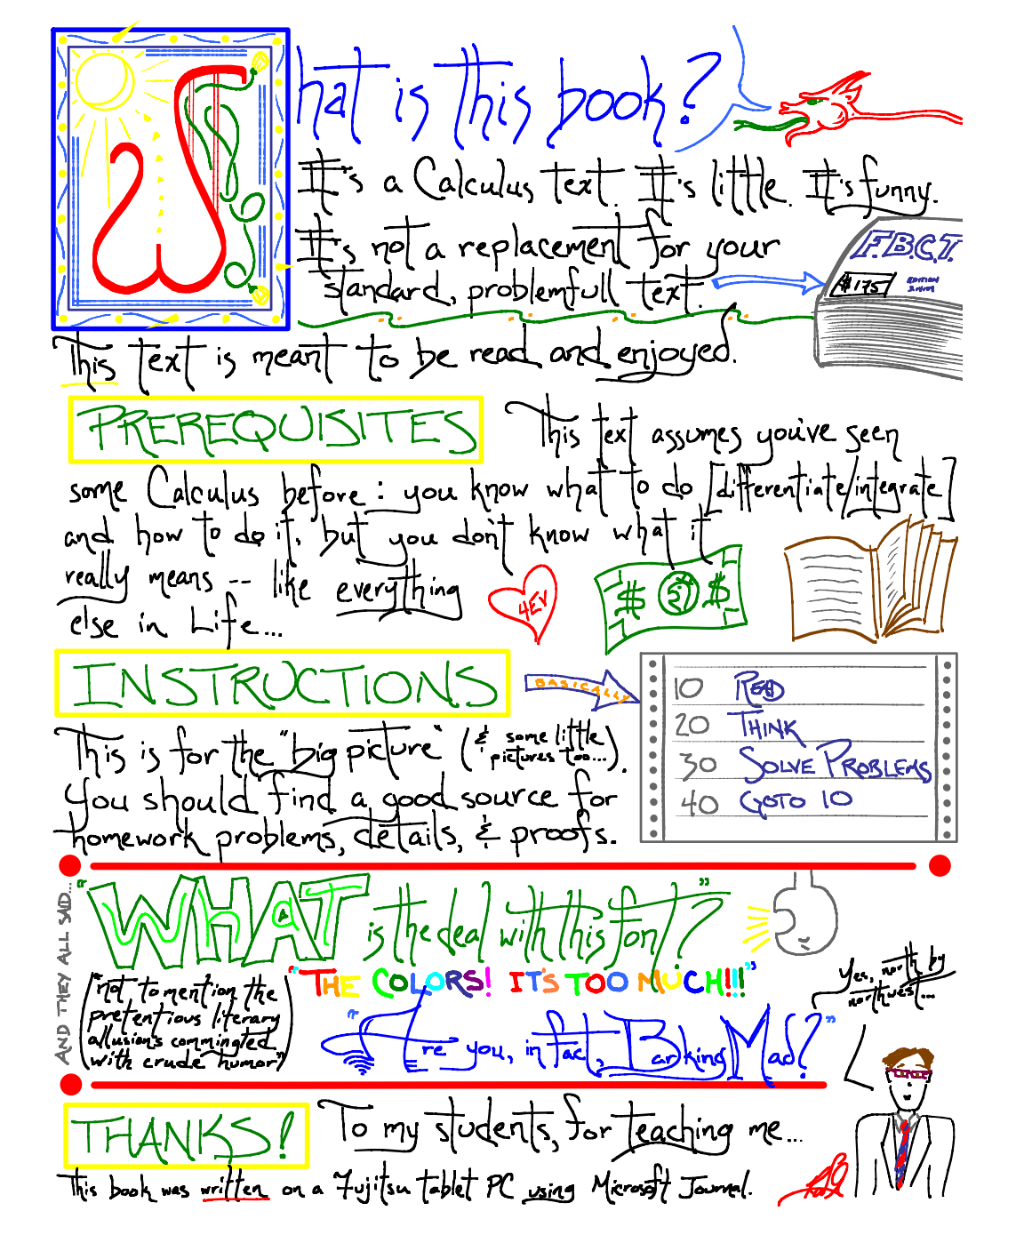 What is this book?
It's a Calculus text. It's little. It's funny.
It's not a replacement for your
standard, problemfull text.
F.B.C.T.
$175
This text is meant to be read and enjoyed.
PREREQUISITES
This text assumes you've seen
some Calculus before: you know what to do [differentiate/integrate]
and how to do it, but you don't know what it
really means -- like everything
else in Life...
4EV
$ $
INSTRUCTIONS
BASICALLY
10 READ
20 THINK
30 SOLVE PROBLEMS
40 GOTO 10
This is for the "big picture" (& some little pictures too...).
You should find a good source for
homework problems, details, & proofs.
AND THEY ALL SAID...
"WHAT is the deal with this font?"
"THE COLORS! IT'S TOO MUCH!!!"
("not to mention the
pretentious literary
allusions commingled
with crude humor")
"Are you, in fact, Barking Mad?"
Yes, north by
northwest...
THANKS!
To my students, for teaching me...
This book was written on a Fujitsu tablet PC using Microsoft Journal.